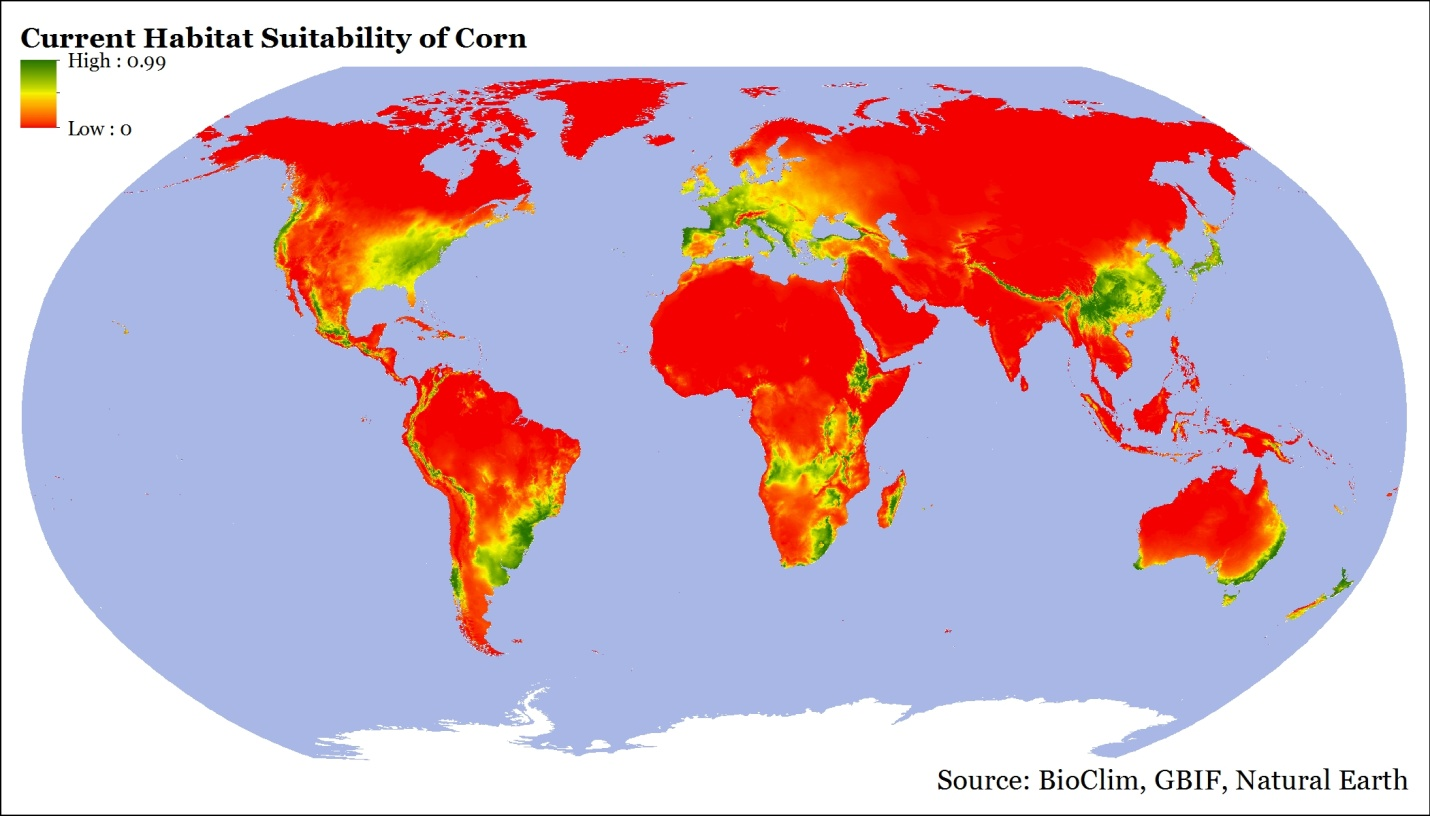 Current Habitat Suitability of Corn
High : 0.99
Low : 0
Source: BioClim, GBIF, Natural Earth